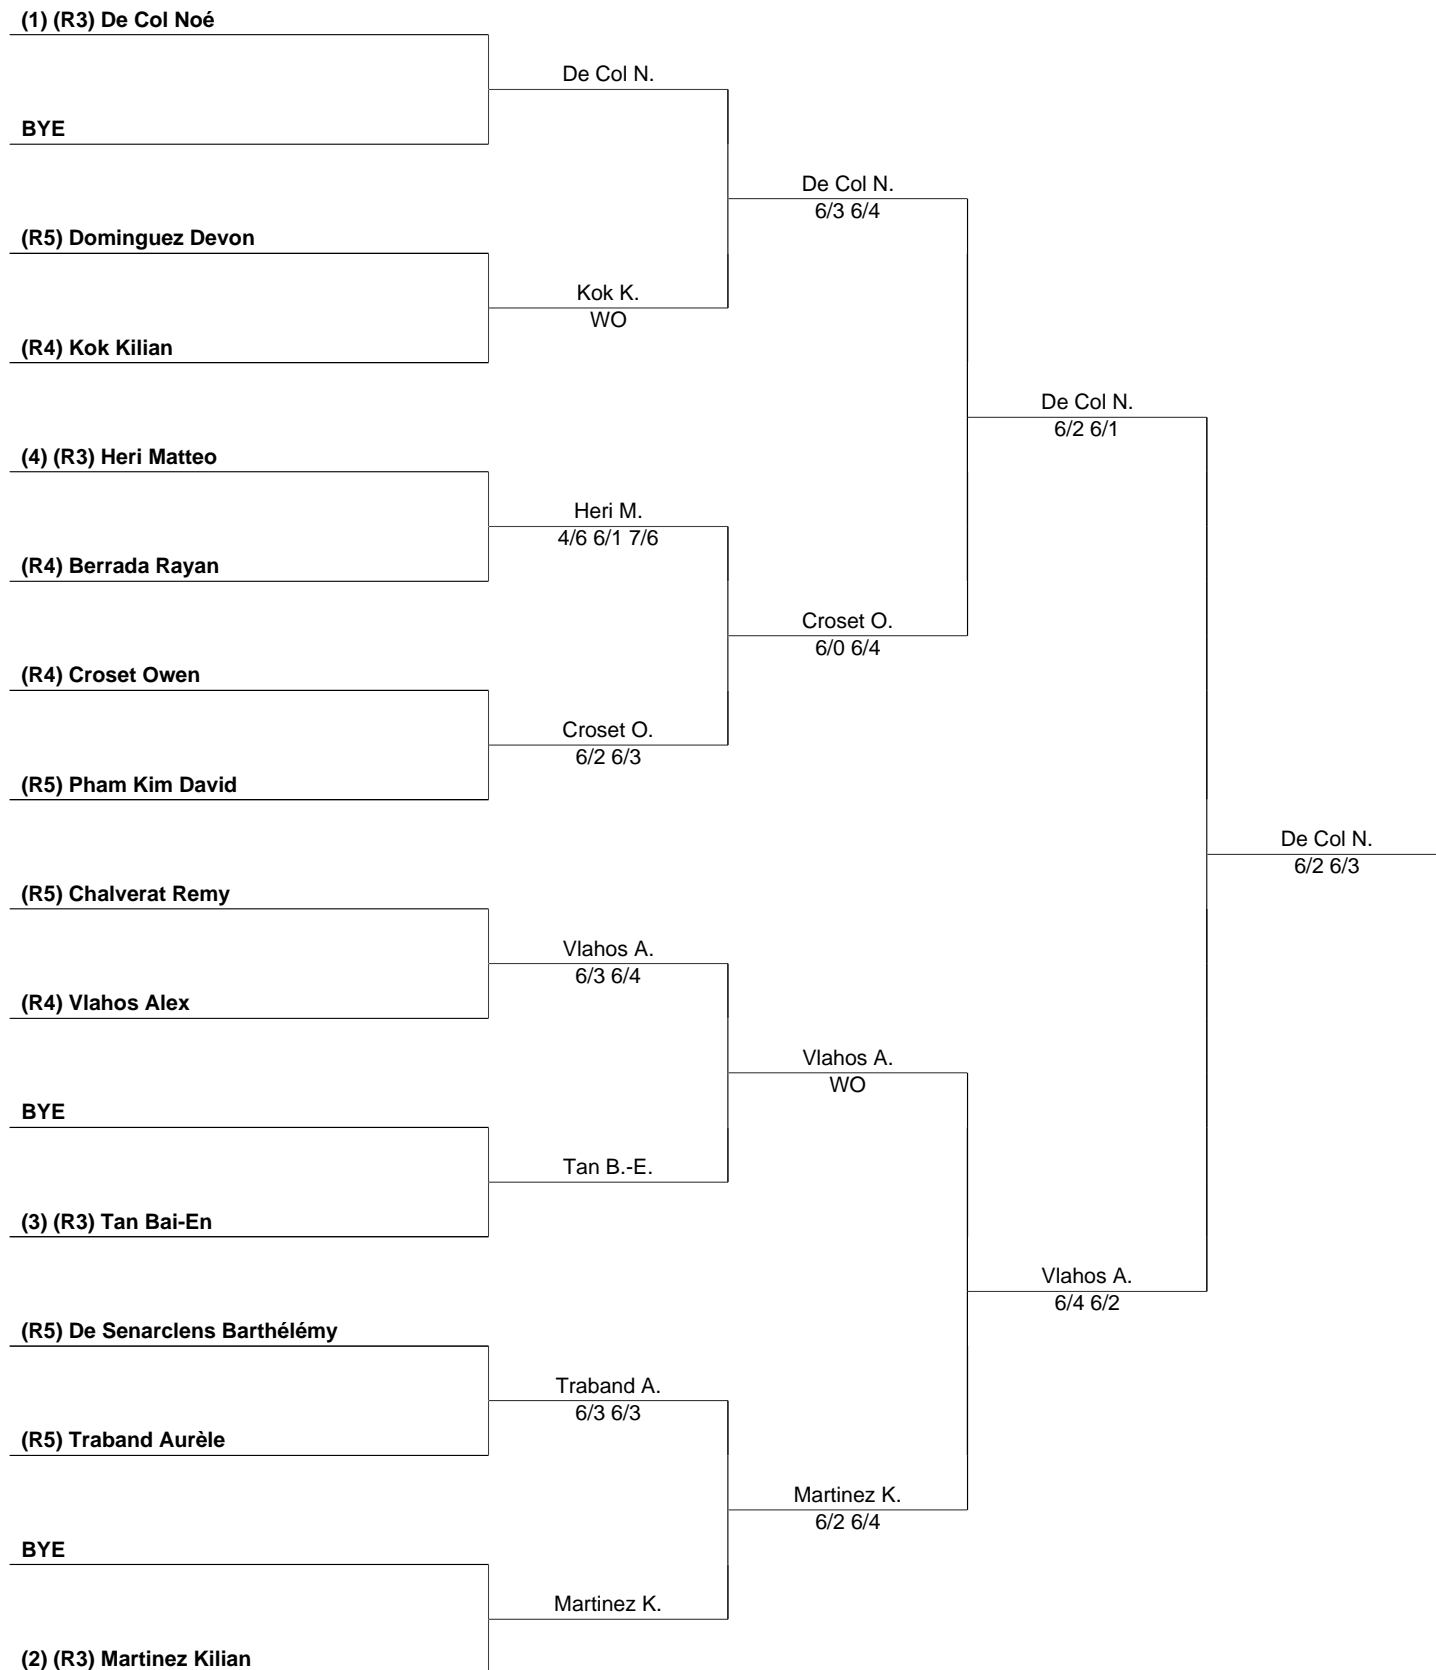 (1) (R3) De Col Noé
De Col N.
BYE
De Col N.
6/3 6/4
(R5) Dominguez Devon
Kok K.
WO
(R4) Kok Kilian
De Col N.
6/2 6/1
(4) (R3) Heri Matteo
Heri M.
4/6 6/1 7/6
(R4) Berrada Rayan
Croset O.
6/0 6/4
(R4) Croset Owen
Croset O.
6/2 6/3
(R5) Pham Kim David
De Col N.
6/2 6/3
(R5) Chalverat Remy
Vlahos A.
6/3 6/4
(R4) Vlahos Alex
Vlahos A.
WO
BYE
Tan B.-E.
(3) (R3) Tan Bai-En
Vlahos A.
6/4 6/2
(R5) De Senarclens Barthélémy
Traband A.
6/3 6/3
(R5) Traband Aurèle
Martinez K.
6/2 6/4
BYE
Martinez K.
(2) (R3) Martinez Kilian